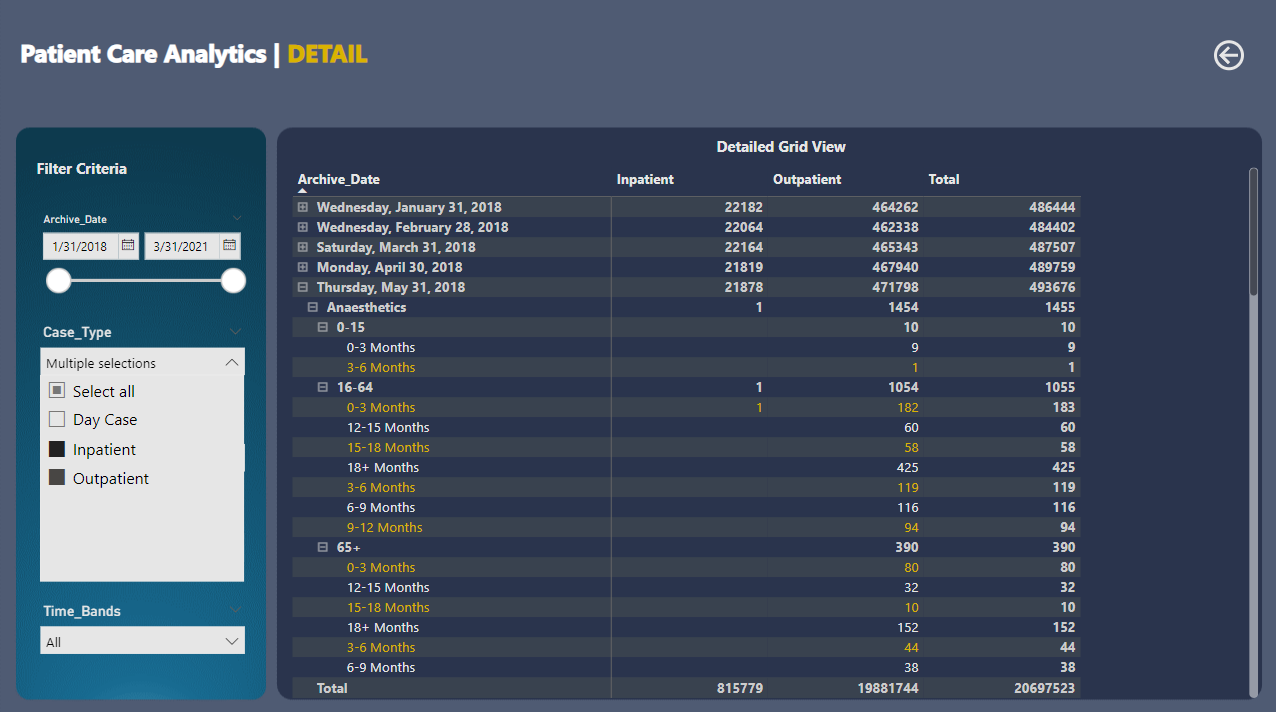 Patient Care Analytics | DETAIL
Filter Criteria
Archive_Date
1/31/2018 3/31/2021
Case_Type
Multiple selections
Select all
Day Case
Inpatient
Outpatient
Time_Bands
All
Detailed Grid View
Archive_Date Inpatient Outpatient Total
Wednesday, January 31, 2018 22182 464262 486444
Wednesday, February 28, 2018 22064 462338 484402
Saturday, March 31, 2018 22164 465343 487507
Monday, April 30, 2018 21819 467940 489759
Thursday, May 31, 2018 21878 471798 493676
Anaesthetics 1 1454 1455
0-15 10 10
0-3 Months 9 9
3-6 Months 1 1
16-64 1 1054 1055
0-3 Months 1 182 183
12-15 Months 60 60
15-18 Months 58 58
18+ Months 425 425
3-6 Months 119 119
6-9 Months 116 116
9-12 Months 94 94
65+ 390 390
0-3 Months 80 80
12-15 Months 32 32
15-18 Months 10 10
18+ Months 152 152
3-6 Months 44 44
6-9 Months 38 38
Total 815779 19881744 20697523